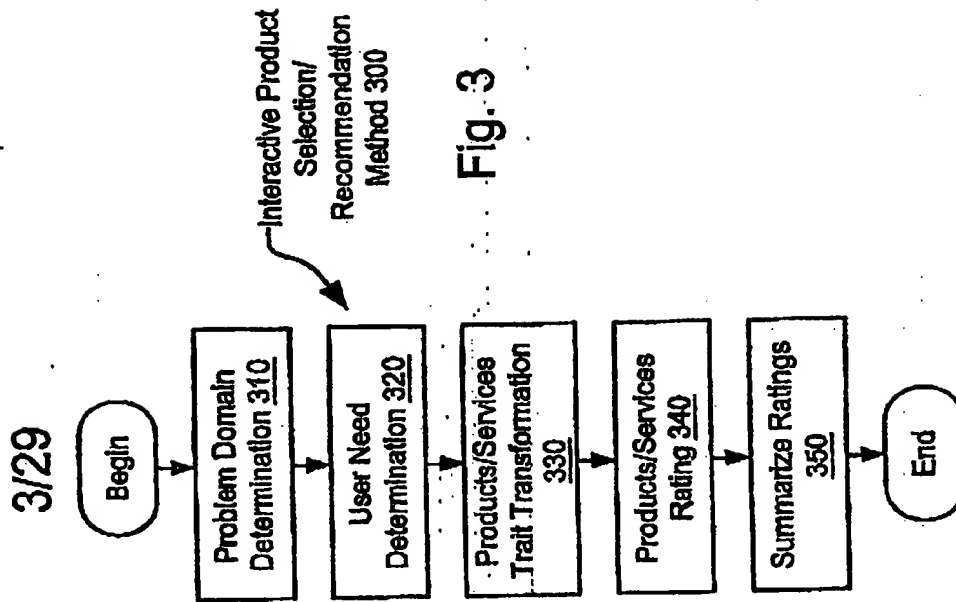 3/29
Begin
Problem Domain
Determination 310
User Need
Determination 320
Products/Services
Trait Transformation
330
Products/Services
Rating 340
Summarize Ratings
350
End
Interactive Product
Selection/
Recommendation
Method 300
Fig. 3